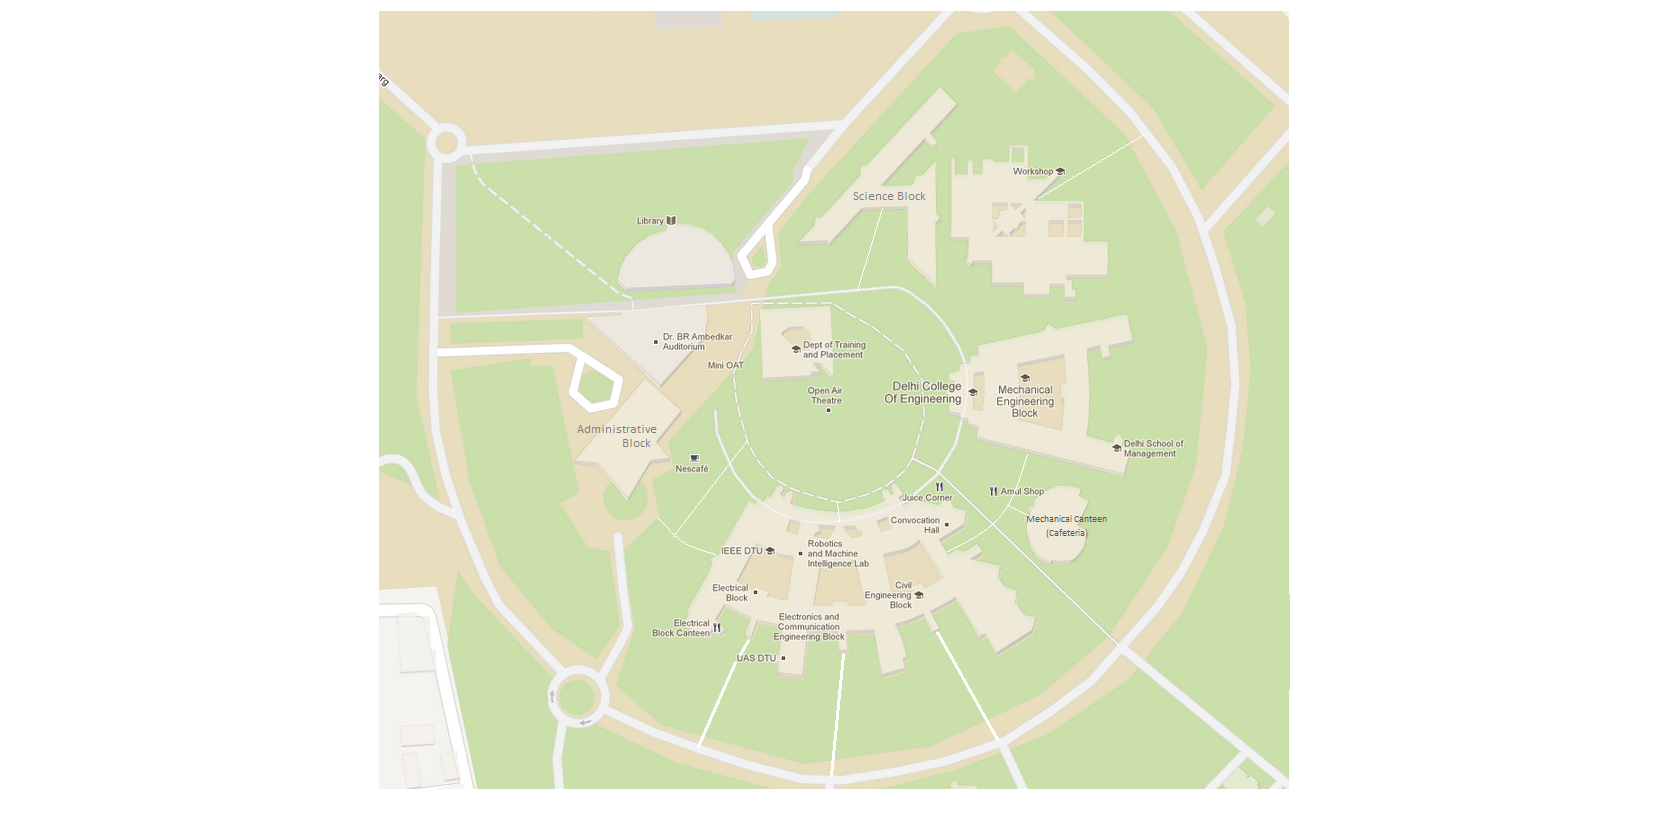 Workshop
Science Block
Library
Dr. BR Ambedkar
Auditorium
Dept of Training
and Placement
Mini OAT
Open Air
Theatre
Delhi College
Of Engineering
Mechanical
Engineering
Block
Administrative
Block
Delhi School of
Management
Nescafé
Juice Corner
Amul Shop
Convocation
Hall
Mechanical Canteen
(Cafeteria)
IEEE DTU
Robotics
and Machine
Intelligence Lab
Electrical
Block
Civil
Engineering
Block
Electrical
Block Canteen
Electronics and
Communication
Engineering Block
UAS DTU